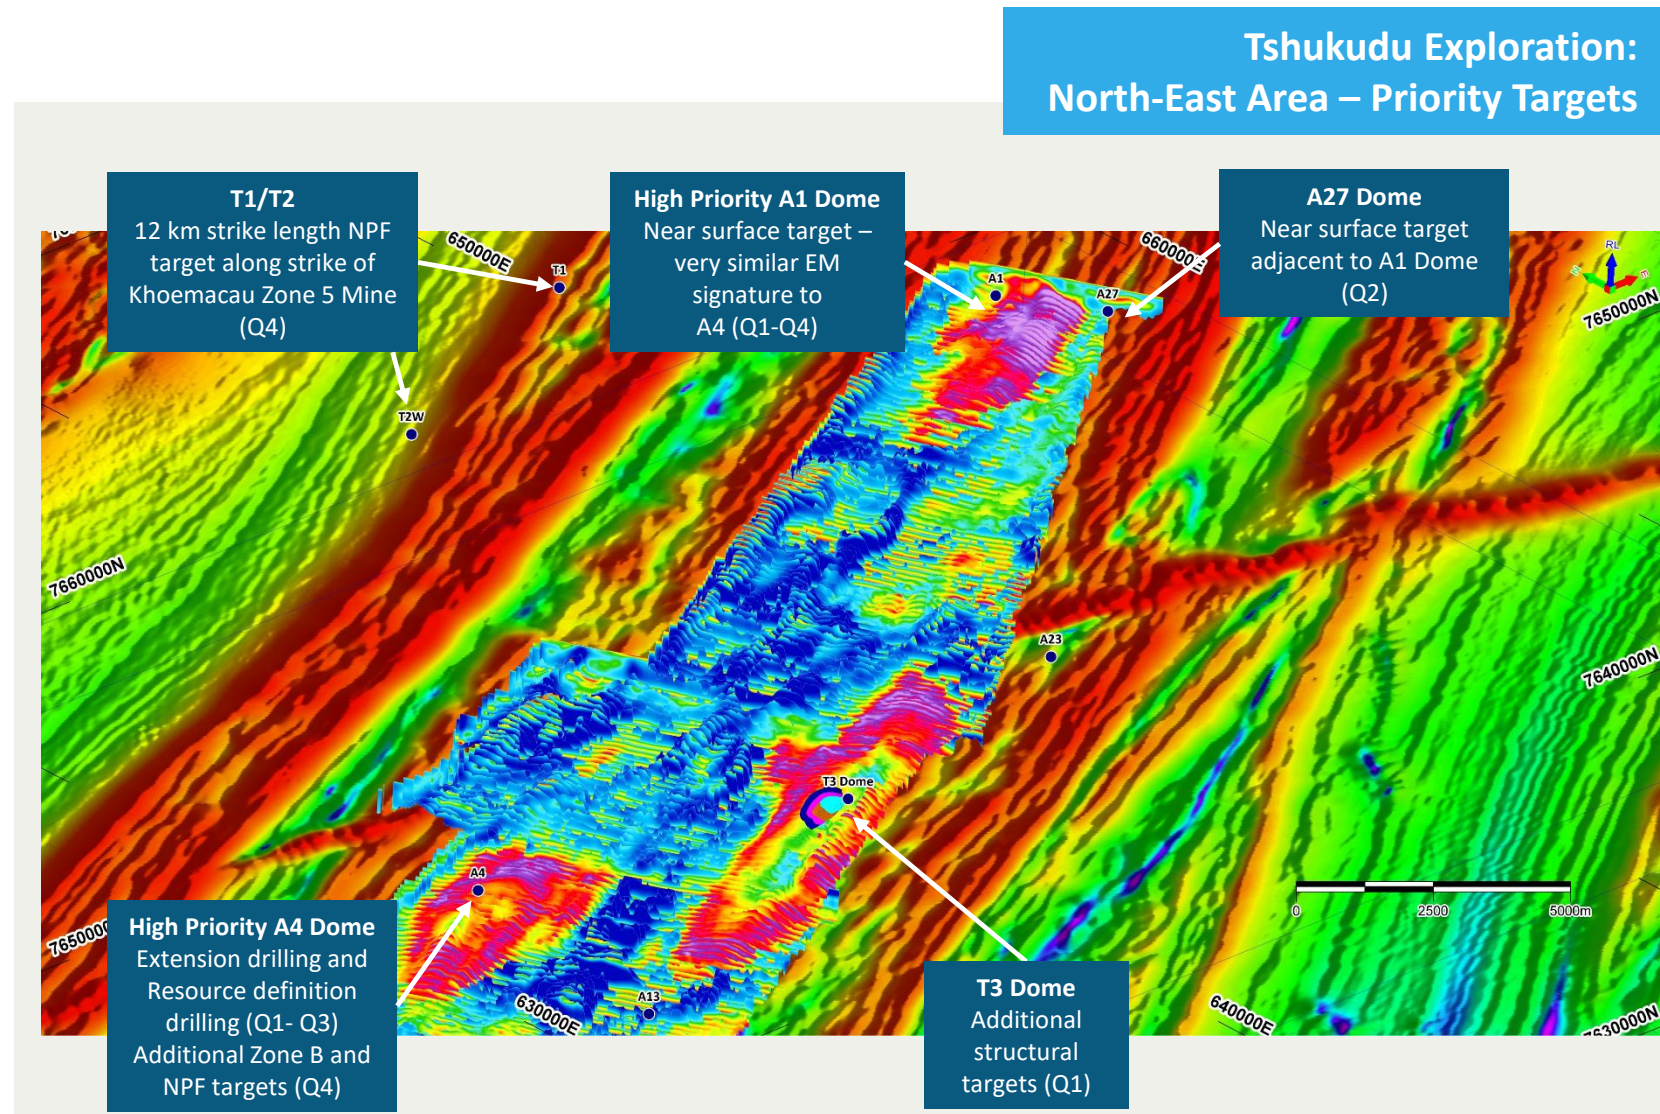 Tshukudu Exploration:
North-East Area – Priority Targets
T1/T2
12 km strike length NPF
target along strike of
Khoemacau Zone 5 Mine
(Q4)
High Priority A1 Dome
Near surface target –
very similar EM
signature to
A4 (Q1-Q4)
A27 Dome
Near surface target
adjacent to A1 Dome
(Q2)
65000E
660000E
RL
N
E
7650000N
T1
A1
A27
T2W
7660000N
A23
7640000N
T3 Dome
A4
0
2500
5000m
7650000
High Priority A4 Dome
Extension drilling and
Resource definition
drilling (Q1- Q3)
Additional Zone B and
NPF targets (Q4)
630000E
A13
T3 Dome
Additional
structural
targets (Q1)
640000E
7630000N